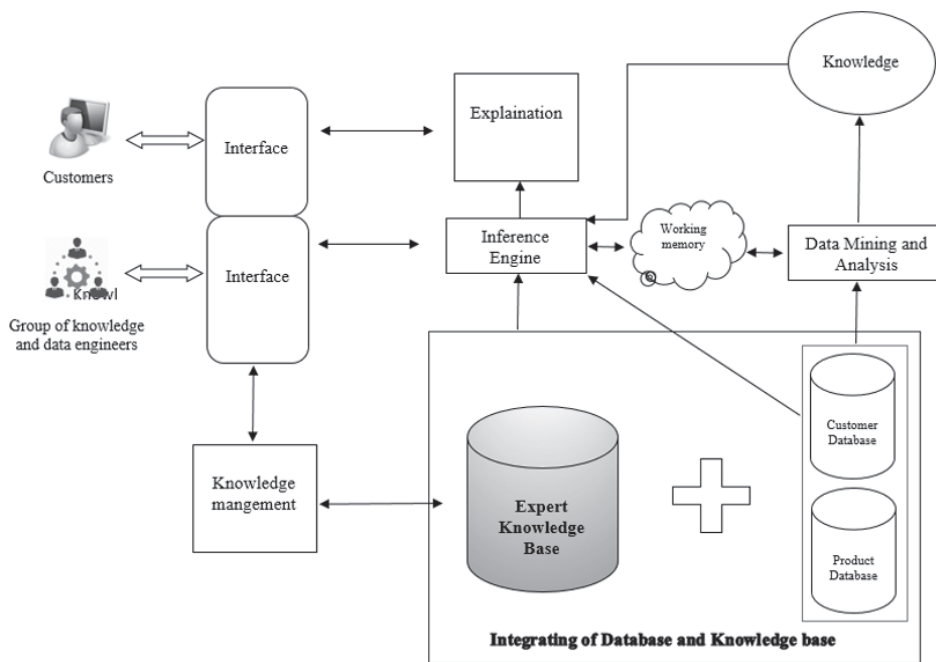 Knowledge
Explaination
Interface
Customers
Working
memory
Inference
Engine
Data Mining and
Analysis
Interface
Knowl
Group of knowledge
and data engineers
Customer
Database
Knowledge
mangement
Expert
Knowledge
Base
Product
Database
Integrating of Database and Knowledge base